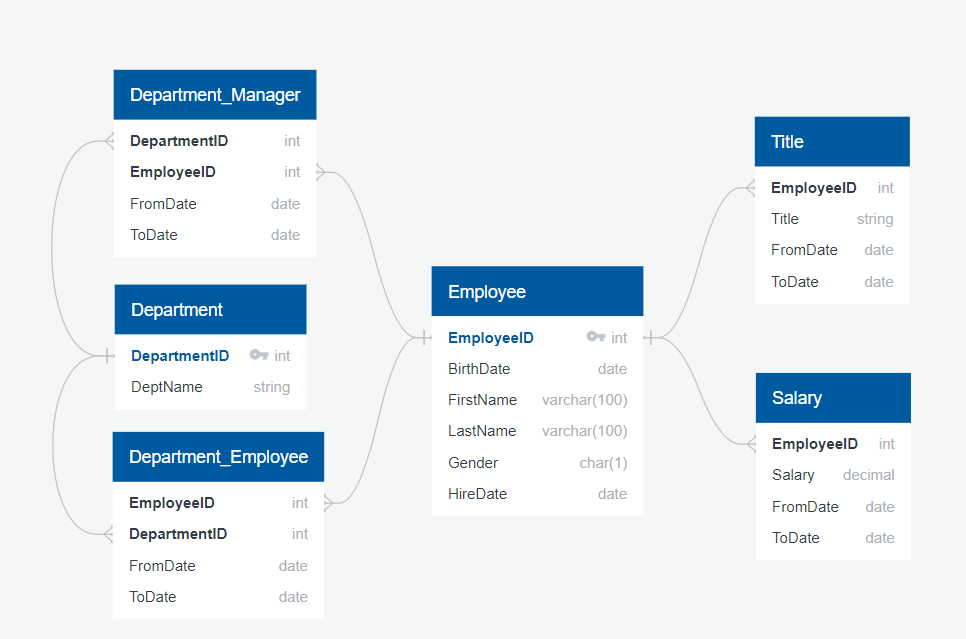 Department_Manager
DepartmentID int
EmployeeID int
FromDate date
ToDate date
Department
DepartmentID int
DeptName string
Department_Employee
EmployeeID int
DepartmentID int
FromDate date
ToDate date
Employee
EmployeeID int
BirthDate date
FirstName varchar(100)
LastName varchar(100)
Gender char(1)
HireDate date
Title
EmployeeID int
Title string
FromDate date
ToDate date
Salary
EmployeeID int
Salary decimal
FromDate date
ToDate date